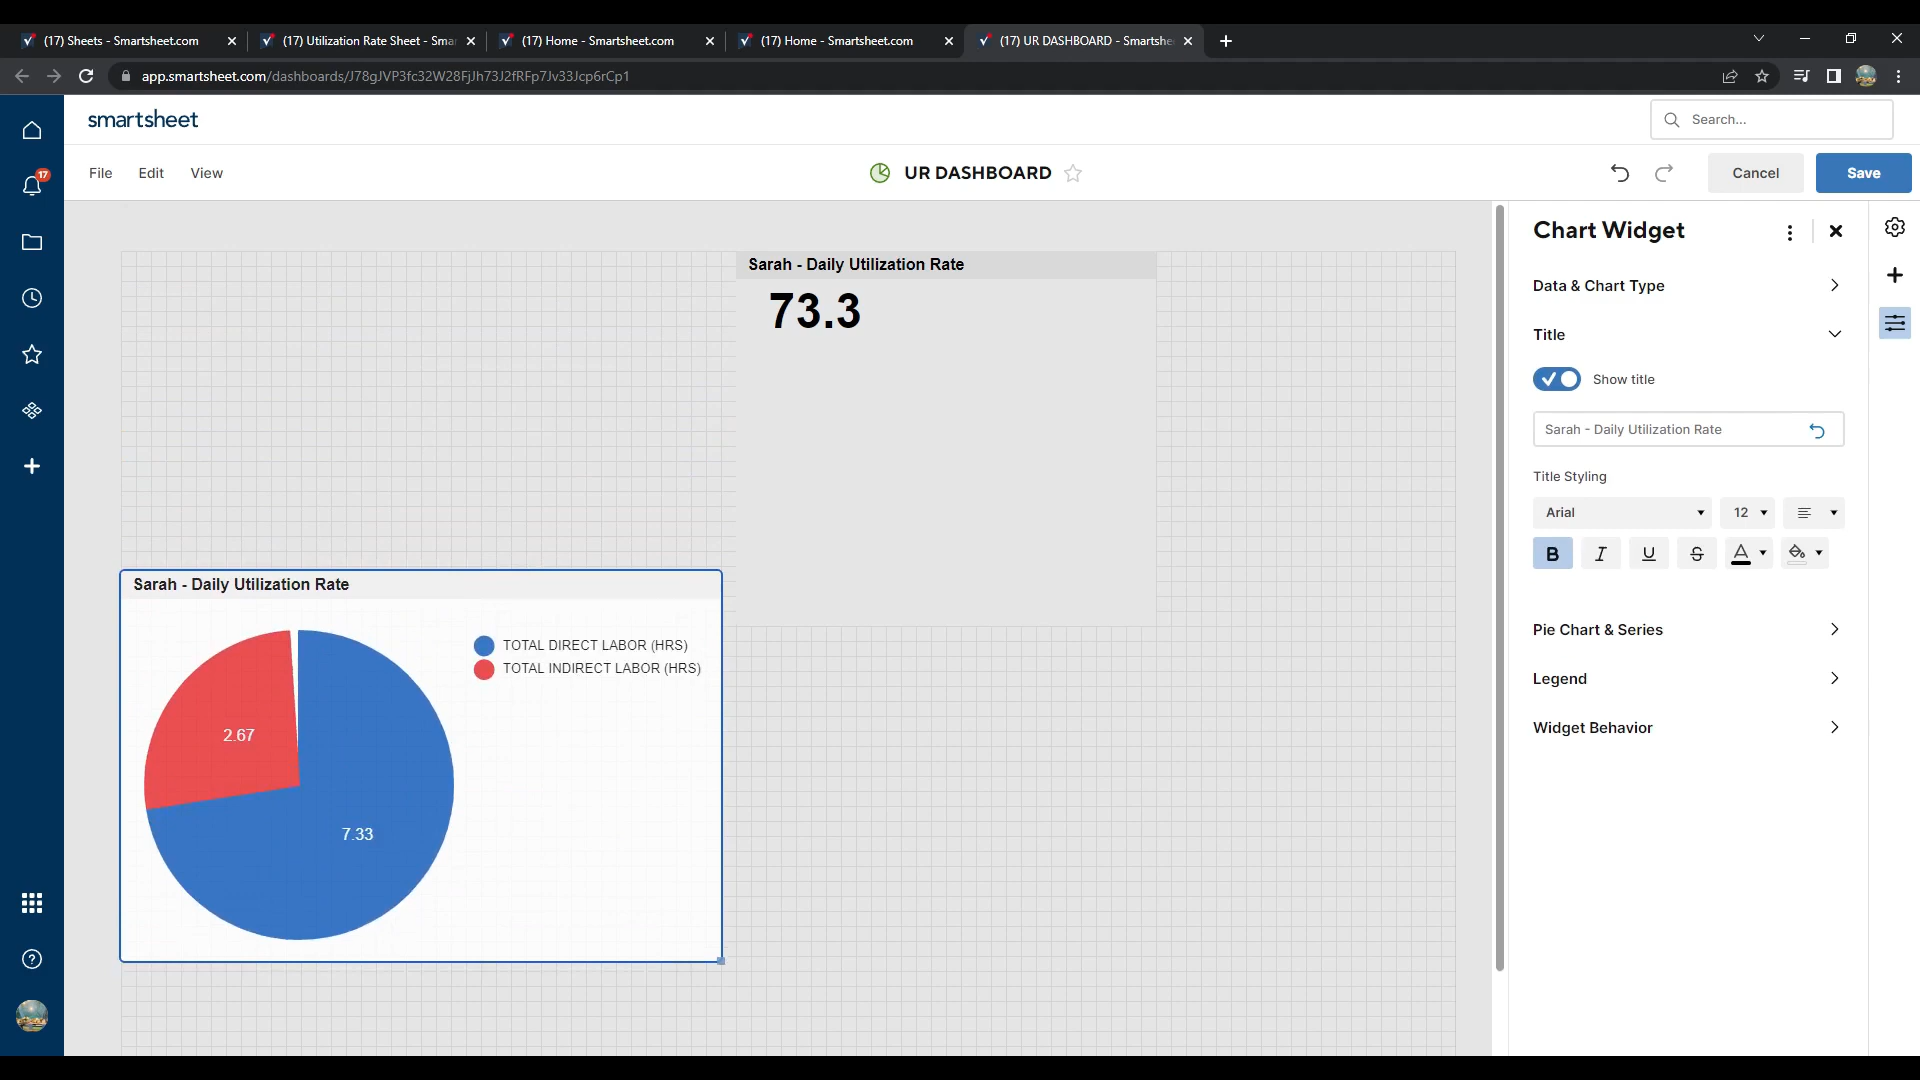 (17) Sheets - Smartsheet.com
(17) Utilization Rate Sheet - Sma
(17) Home - Smartsheet.com
(17) Home - Smartsheet.com
(17) UR DASHBOARD - Smartshe
app.smartsheet.com/dashboards/J78gJVP3fc32W28FjJh73J2fRFp7Jv33Jcp6rCp1
smartsheet
Search...
17
File Edit View
UR DASHBOARD
Cancel
Save
Sarah - Daily Utilization Rate
73.3
Sarah - Daily Utilization Rate
TOTAL DIRECT LABOR (HRS)
TOTAL INDIRECT LABOR (HRS)
2.67
7.33
Chart Widget
Data & Chart Type
Title
Show title
Sarah - Daily Utilization Rate
Title Styling
Arial
12
B I U S A
Pie Chart & Series
Legend
Widget Behavior